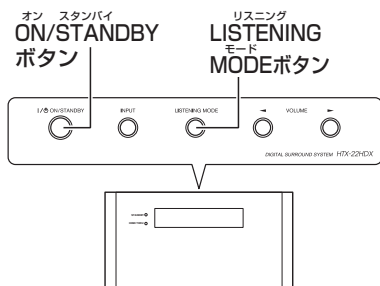 オン スタンバイ
ON/STANDBY
ボタン
リスニング
LISTENING
モード
MODEボタン
I/⏻ ON/STANDBY INPUT LISTENING MODE ◄ VOLUME ►
DIGITAL SURROUND SYSTEM HTX-22HDX